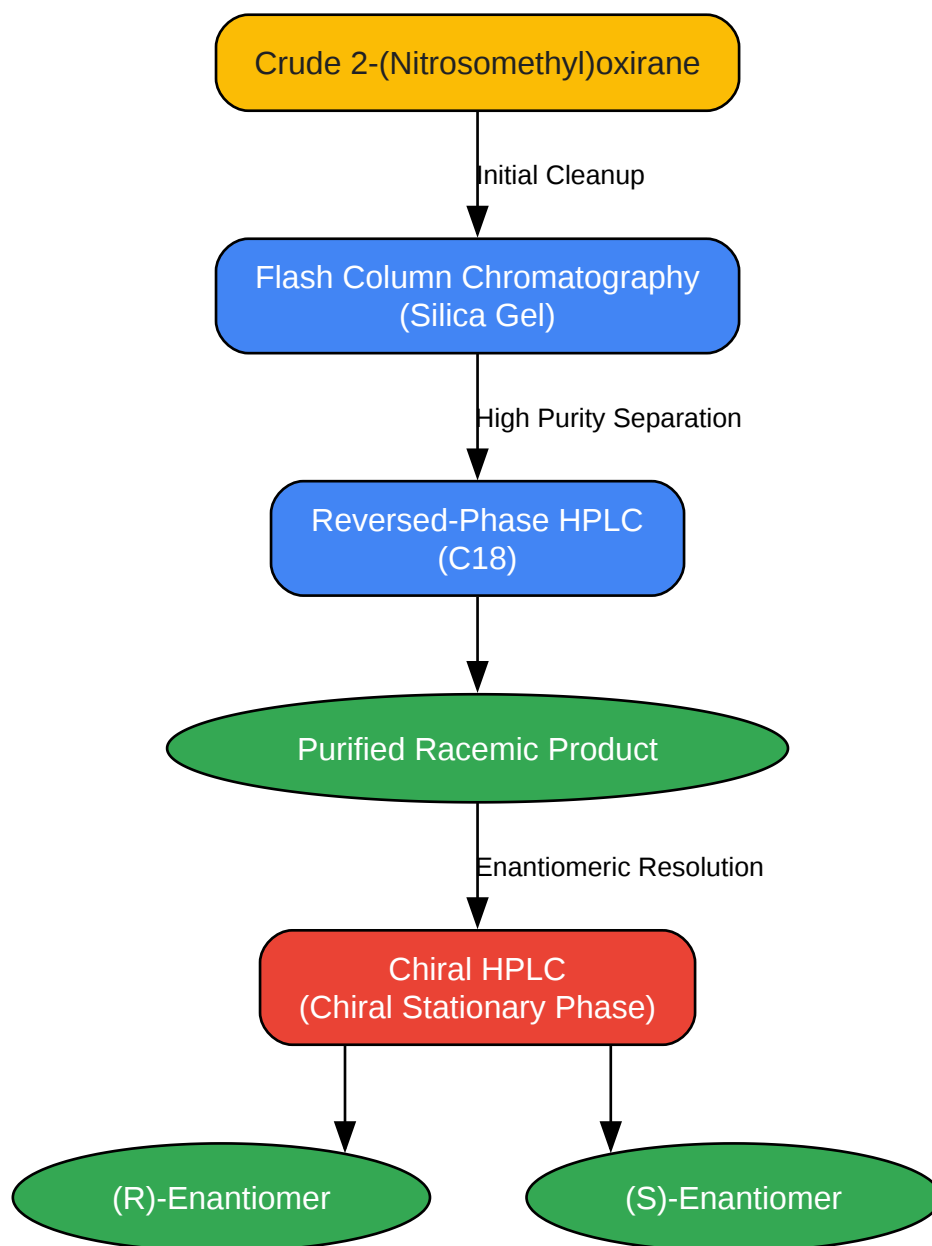 Crude 2-(Nitrosomethyl)oxirane
Initial Cleanup
Flash Column Chromatography
(Silica Gel)
High Purity Separation
Reversed-Phase HPLC
(C18)
Purified Racemic Product
Enantiomeric Resolution
Chiral HPLC
(Chiral Stationary Phase)
(R)-Enantiomer
(S)-Enantiomer